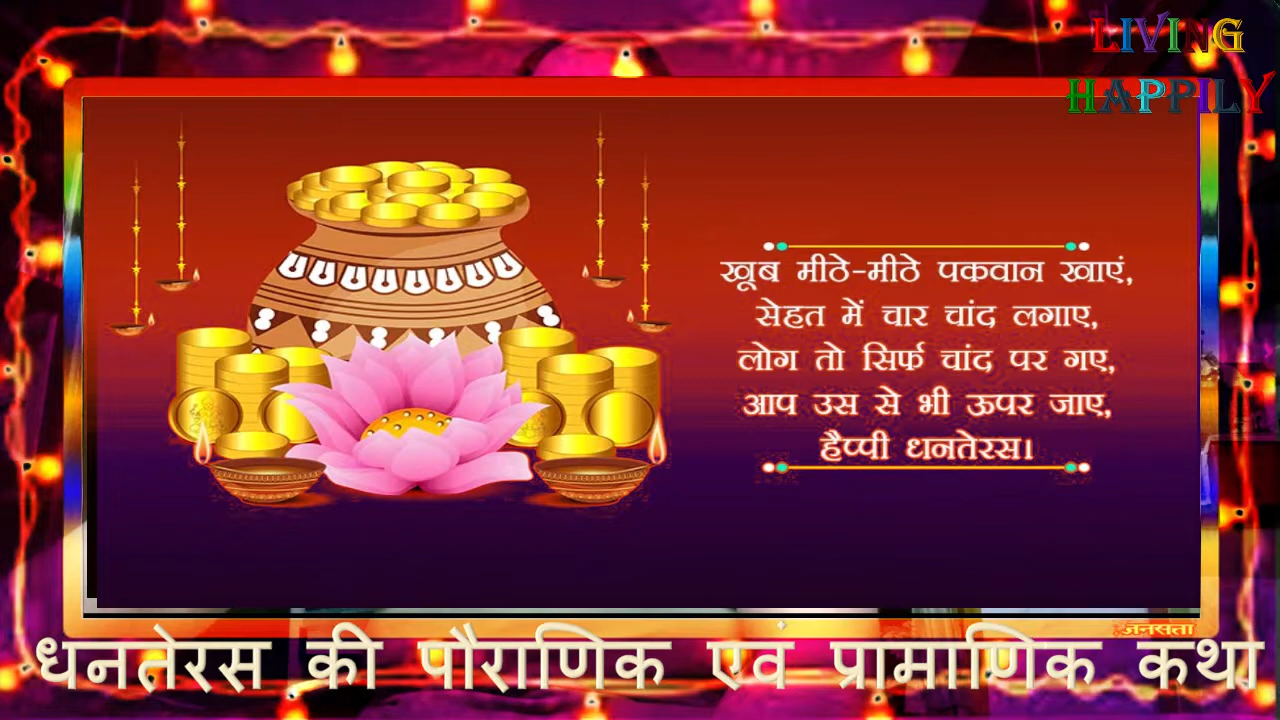 LIVING
HAPPILY
खूब मीठे-मीठे पकवान खाएं,
सेहत में चार चांद लगाए,
लोग तो सिर्फ चांद पर गए,
आप उस से भी ऊपर जाए,
हैप्पी धनतेरस।
जनसत्ता
धनतेरस की पौराणिक एवं प्रामाणिक कथा